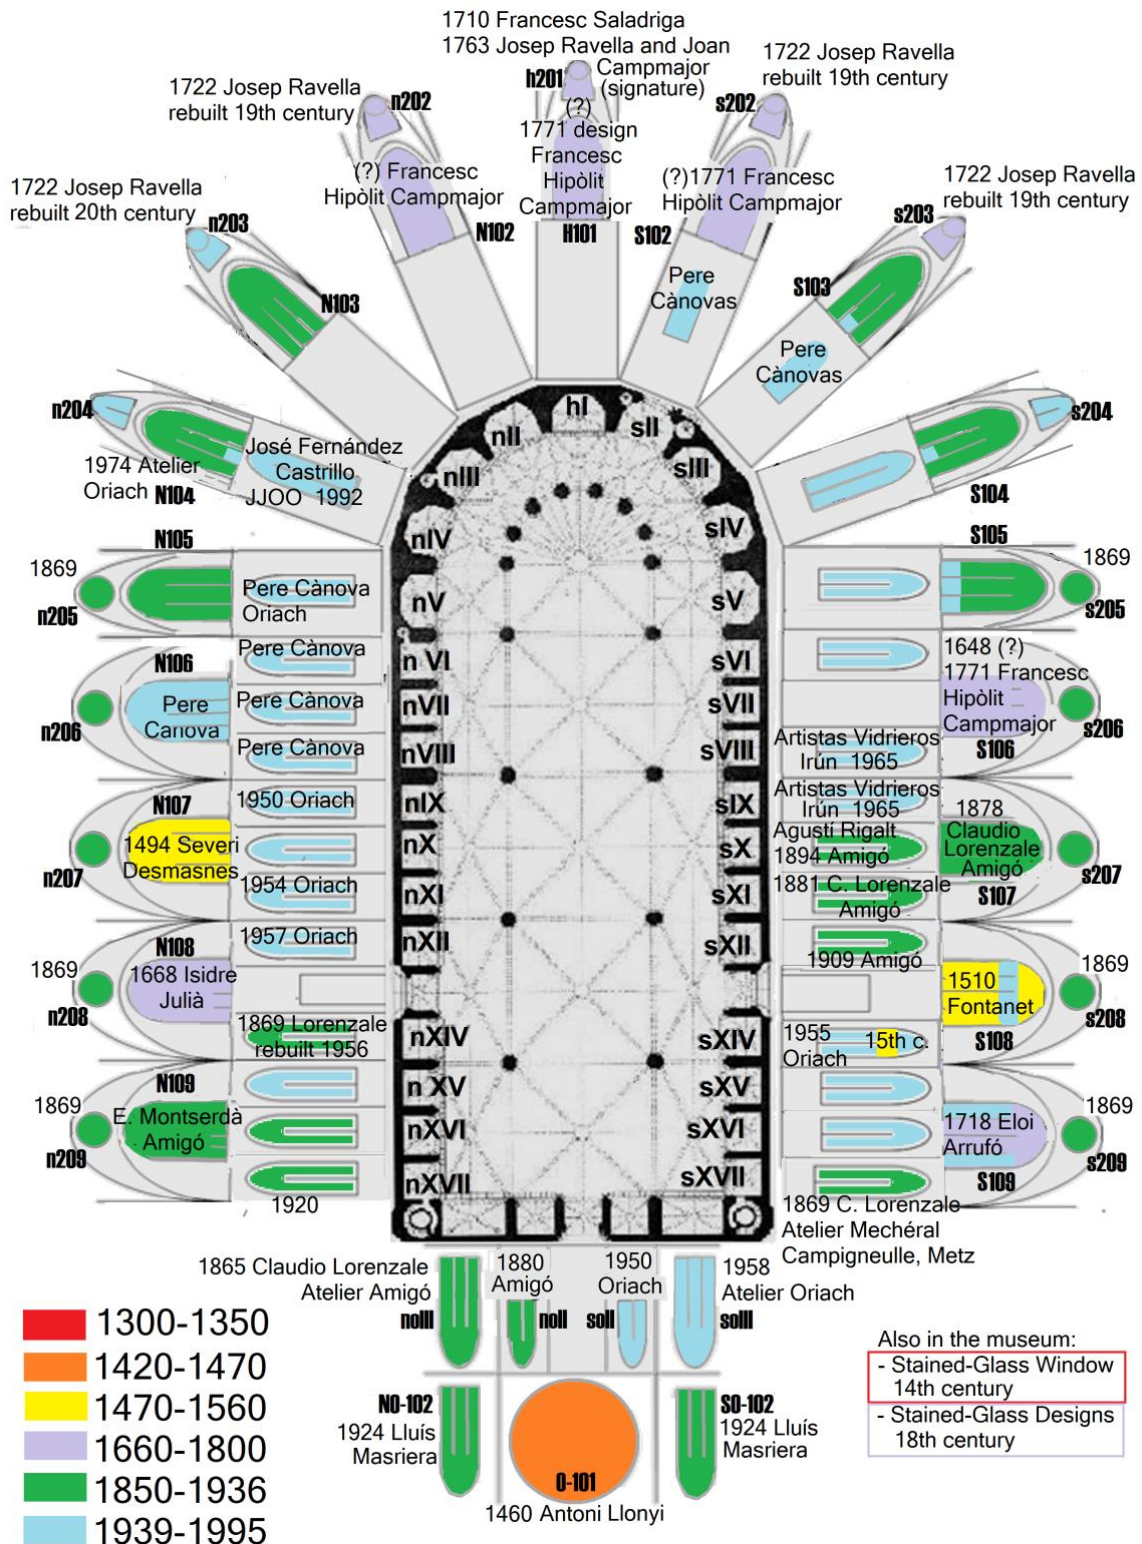 1710 Francesc Saladriga
1763 Josep Ravella and Joan
Campmajor
(signature)
h201
1722 Josep Ravella
rebuilt 19th century
n202
1722 Josep Ravella
rebuilt 19th century
s202
(?)
1771 design
Francesc
Hipòlit
Campmajor
H101
(?) Francesc
Hipòlit Campmajor
N102
(?)1771 Francesc
Hipòlit Campmajor
S102
1722 Josep Ravella
rebuilt 20th century
n203
1722 Josep Ravella
rebuilt 19th century
s203
N103
S103
Pere
Cànovas
Pere
Cànovas
n204
s204
1974 Atelier
Oriach
N104
José Fernández
Castrillo
JJOO 1992
S104
hI
nII
sII
nIII
sIII
nIV
sIV
nV
sV
n VI
sVI
nVII
sVII
nVIII
sVIII
nIX
sIX
nX
sX
nXI
sXI
nXII
sXII
nXIV
sXIV
n XV
sXV
nXVI
sXVI
nXVII
sXVII
N105
1869
n205
Pere Cànova
Oriach
S105
1869
s205
N106
Pere
Canova
n206
Pere Cànova
Pere Cànova
Pere Cànova
1648 (?)
1771 Francesc
Hipòlit
Campmajor
S106
s206
Artistas Vidrieros
Irún 1965
N107
1494 Severi
Desmasnes
n207
1950 Oriach
1954 Oriach
Artistas Vidrieros
Irún 1965
Agustí Rigalt
1894 Amigó
1881 C. Lorenzale
Amigó
1878
Claudio
Lorenzale
Amigó
S107
s207
N108
1869
1668 Isidre
Julià
n208
1957 Oriach
1869 Lorenzale
rebuilt 1956
1909 Amigó
1510
Fontanet
S108
1869
s208
1955
Oriach
15th c.
N109
1869
E. Montserdà
Amigó
n209
1920
1718 Eloi
Arrufó
S109
1869
s209
1869 C. Lorenzale
Atelier Mechéral
Campigneulle, Metz
1865 Claudio Lorenzale
Atelier Amigó
noIII
1880
Amigó
noII
1950
Oriach
soII
1958
Atelier Oriach
soIII
NO-102
1924 Lluís
Masriera
O-101
1460 Antoni Llonyi
SO-102
1924 Lluís
Masriera
1300-1350
1420-1470
1470-1560
1660-1800
1850-1936
1939-1995
Also in the museum:
- Stained-Glass Window
14th century
- Stained-Glass Designs
18th century